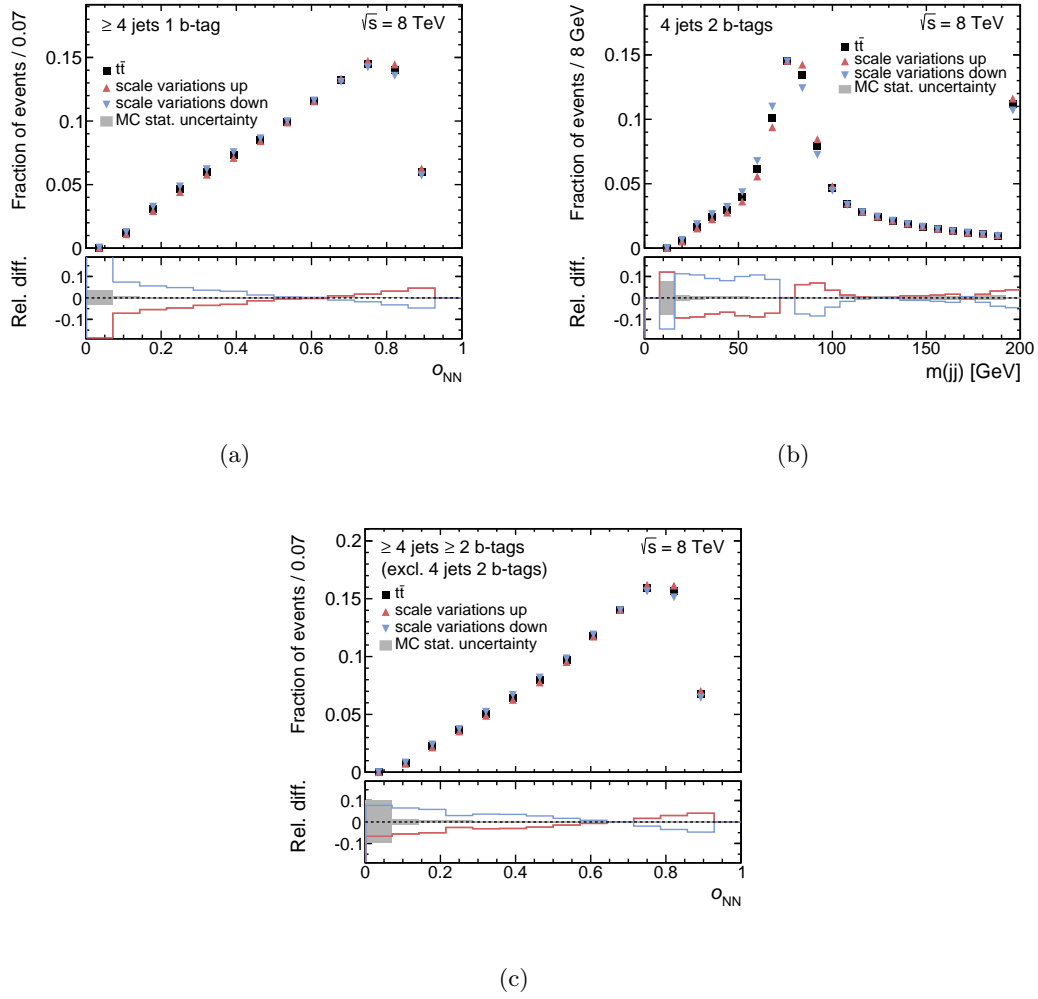 ≥ 4 jets 1 b-tag
√s = 8 TeV
tt̄
scale variations up
scale variations down
MC stat. uncertainty
Fraction of events / 0.07
0.15
0.1
0.05
0
Rel. diff.
0.1
0
-0.1
0 0.2 0.4 0.6 0.8 1
oNN
(a)
4 jets 2 b-tags
√s = 8 TeV
tt̄
scale variations up
scale variations down
MC stat. uncertainty
Fraction of events / 8 GeV
0.15
0.1
0.05
0
Rel. diff.
0.1
0
-0.1
0 50 100 150 200
m(jj) [GeV]
(b)
≥ 4 jets ≥ 2 b-tags
(excl. 4 jets 2 b-tags)
√s = 8 TeV
tt̄
scale variations up
scale variations down
MC stat. uncertainty
Fraction of events / 0.07
0.2
0.15
0.1
0.05
0
Rel. diff.
0.1
0
-0.1
0 0.2 0.4 0.6 0.8 1
oNN
(c)